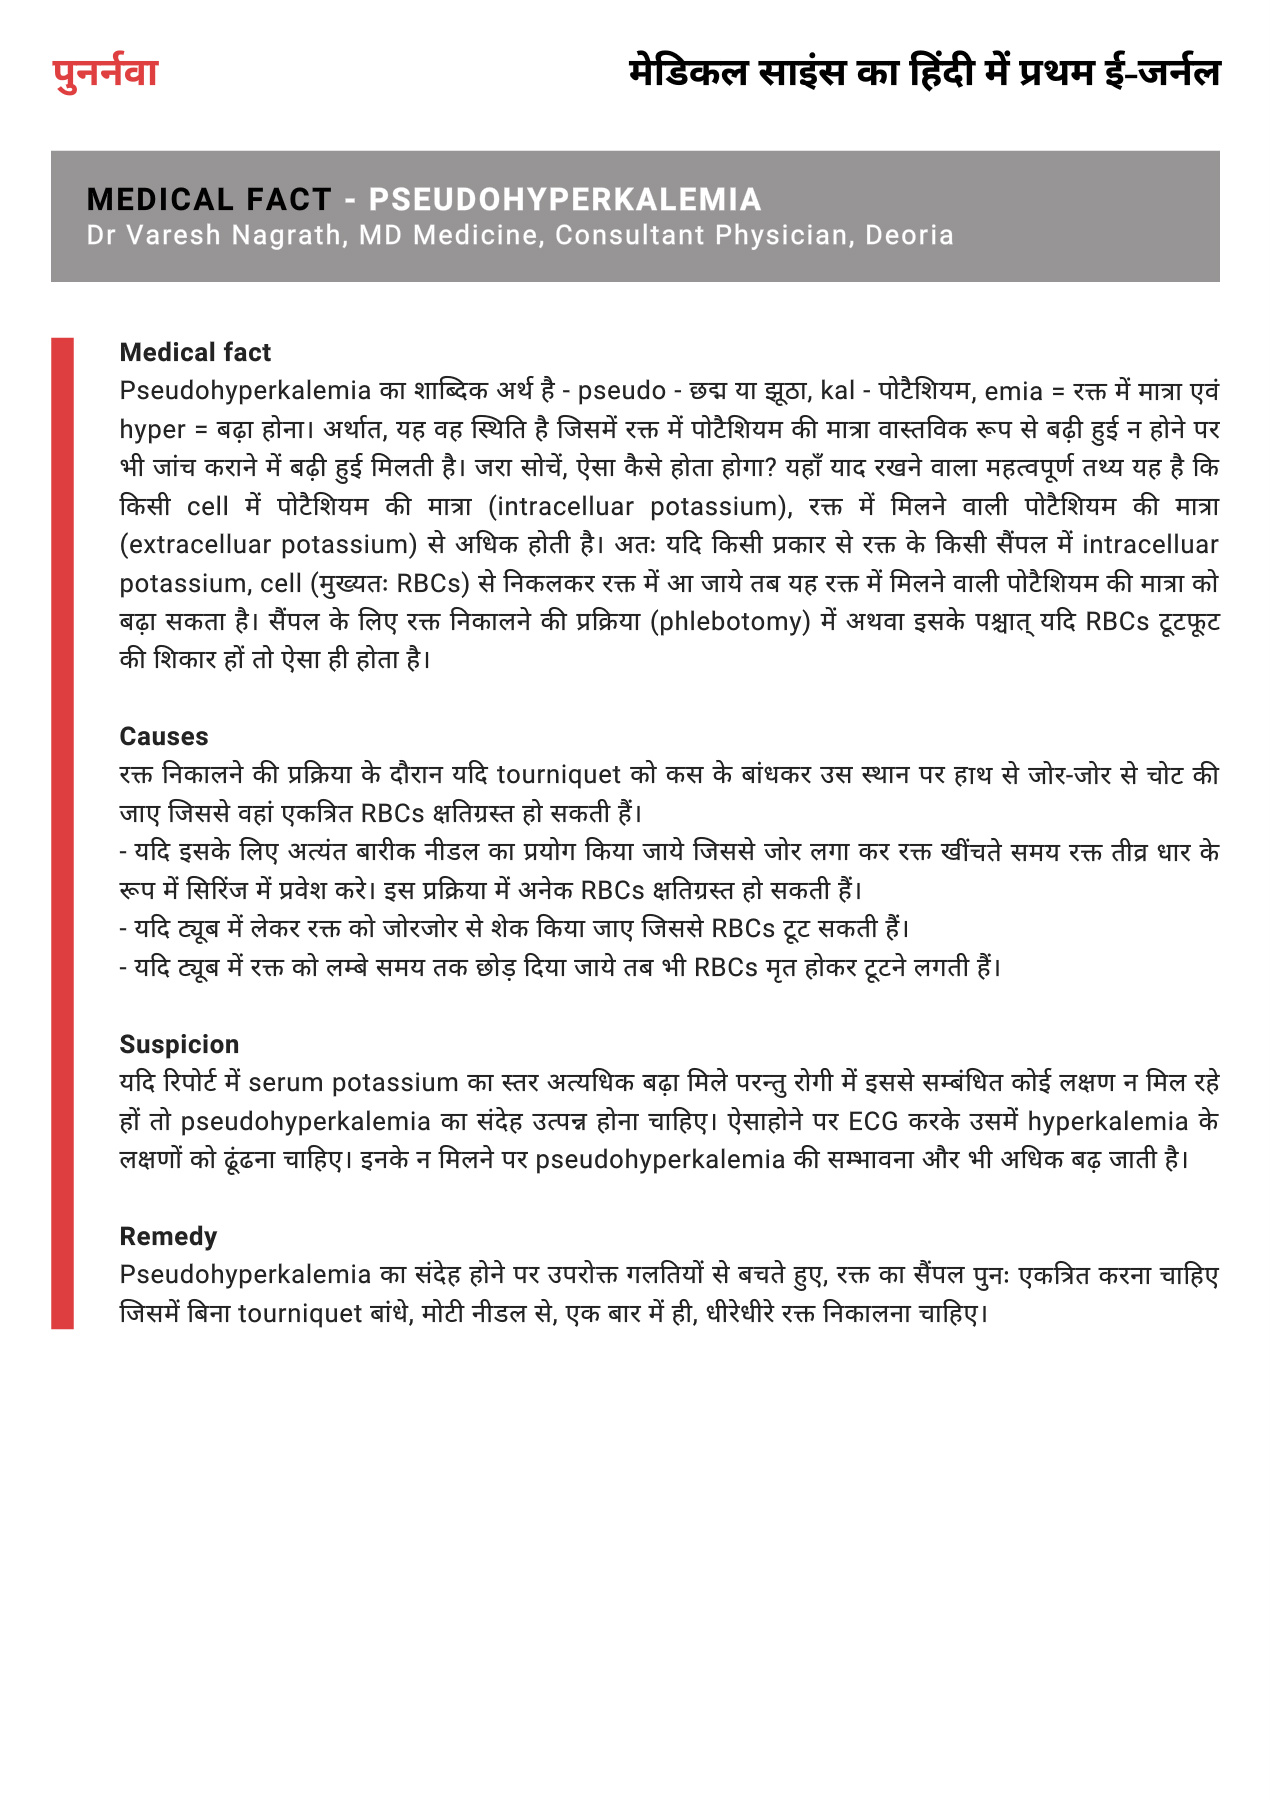 पुनर्नवा
मेडिकल साइंस का हिंदी में प्रथम ई-जर्नल
MEDICAL FACT - PSEUDOHYPERKALEMIA
Dr Varesh Nagrath, MD Medicine, Consultant Physician, Deoria
Medical fact
Pseudohyperkalemia का शाब्दिक अर्थ है - pseudo - छद्म या झूठा, kal - पोटैशियम, emia = रक्त में मात्रा एवं
hyper = बढ़ा होना। अर्थात, यह वह स्थिति है जिसमें रक्त में पोटैशियम की मात्रा वास्तविक रूप से बढ़ी हुई न होने पर
भी जांच कराने में बढ़ी हुई मिलती है। जरा सोचें, ऐसा कैसे होता होगा? यहाँ याद रखने वाला महत्वपूर्ण तथ्य यह है कि
किसी cell में पोटैशियम की मात्रा (intracelluar potassium), रक्त में मिलने वाली पोटैशियम की मात्रा
(extracelluar potassium) से अधिक होती है। अतः यदि किसी प्रकार से रक्त के किसी सैंपल में intracelluar
potassium, cell (मुख्यतः RBCs) से निकलकर रक्त में आ जाये तब यह रक्त में मिलने वाली पोटैशियम की मात्रा को
बढ़ा सकता है। सैंपल के लिए रक्त निकालने की प्रक्रिया (phlebotomy) में अथवा इसके पश्चात् यदि RBCs टूटफूट
की शिकार हों तो ऐसा ही होता है।
Causes
रक्त निकालने की प्रक्रिया के दौरान यदि tourniquet को कस के बांधकर उस स्थान पर हाथ से जोर-जोर से चोट की
जाए जिससे वहां एकत्रित RBCs क्षतिग्रस्त हो सकती हैं।
- यदि इसके लिए अत्यंत बारीक नीडल का प्रयोग किया जाये जिससे जोर लगा कर रक्त खींचते समय रक्त तीव्र धार के
रूप में सिरिंज में प्रवेश करे। इस प्रक्रिया में अनेक RBCs क्षतिग्रस्त हो सकती हैं।
- यदि ट्यूब में लेकर रक्त को जोरजोर से शेक किया जाए जिससे RBCs टूट सकती हैं।
- यदि ट्यूब में रक्त को लम्बे समय तक छोड़ दिया जाये तब भी RBCs मृत होकर टूटने लगती हैं।
Suspicion
यदि रिपोर्ट में serum potassium का स्तर अत्यधिक बढ़ा मिले परन्तु रोगी में इससे सम्बंधित कोई लक्षण न मिल रहे
हों तो pseudohyperkalemia का संदेह उत्पन्न होना चाहिए। ऐसाहोने पर ECG करके उसमें hyperkalemia के
लक्षणों को ढूंढना चाहिए। इनके न मिलने पर pseudohyperkalemia की सम्भावना और भी अधिक बढ़ जाती है।
Remedy
Pseudohyperkalemia का संदेह होने पर उपरोक्त गलतियों से बचते हुए, रक्त का सैंपल पुनः एकत्रित करना चाहिए
जिसमें बिना tourniquet बांधे, मोटी नीडल से, एक बार में ही, धीरेधीरे रक्त निकालना चाहिए।